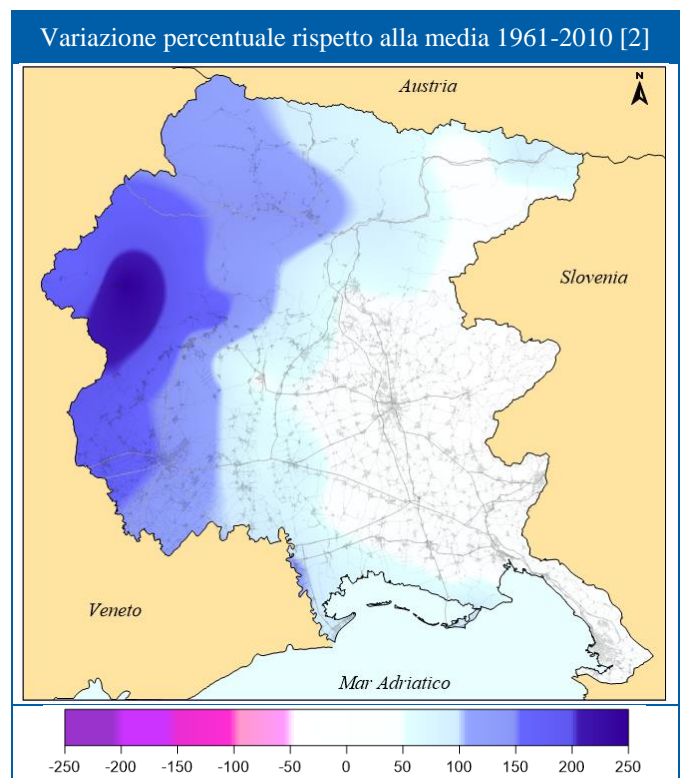 Variazione percentuale rispetto alla media 1961-2010 [2]
Austria
N
Slovenia
Veneto
Mar Adriatico
-250 -200 -150 -100 -50 0 50 100 150 200 250